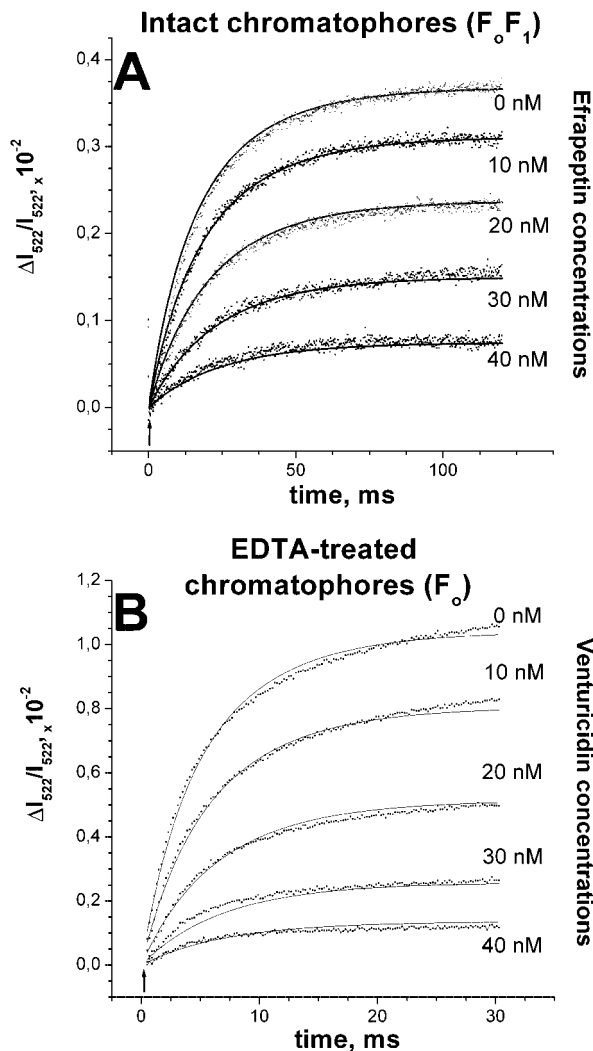 Intact chromatophores (FoF1)
A
0,4
0,3
0,2
0,1
0,0
ΔI522/I522, x10-2
0 nM
10 nM
20 nM
30 nM
40 nM
Efrapeptin concentrations
0
50
100
time, ms
EDTA-treated
chromatophores (Fo)
B
1,2
1,0
0,8
0,6
0,4
0,2
0,0
ΔI522/I522, x10-2
0 nM
10 nM
20 nM
30 nM
40 nM
Venturicidin concentrations
0
10
20
30
time, ms